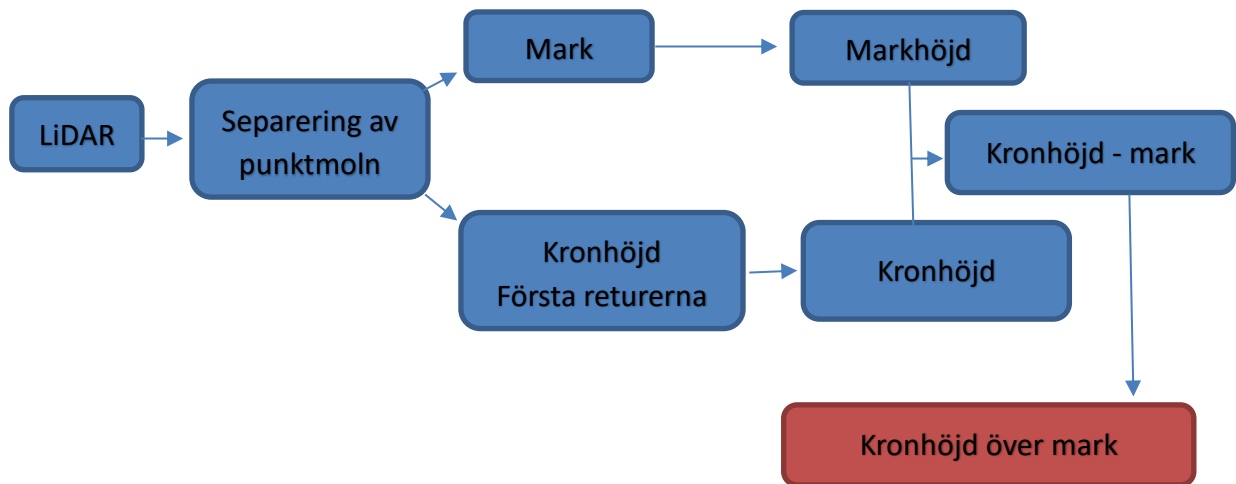 LiDAR
Separering av
punktmoln
Mark
Markhöjd
Kronhöjd
Första returerna
Kronhöjd
Kronhöjd - mark
Kronhöjd över mark